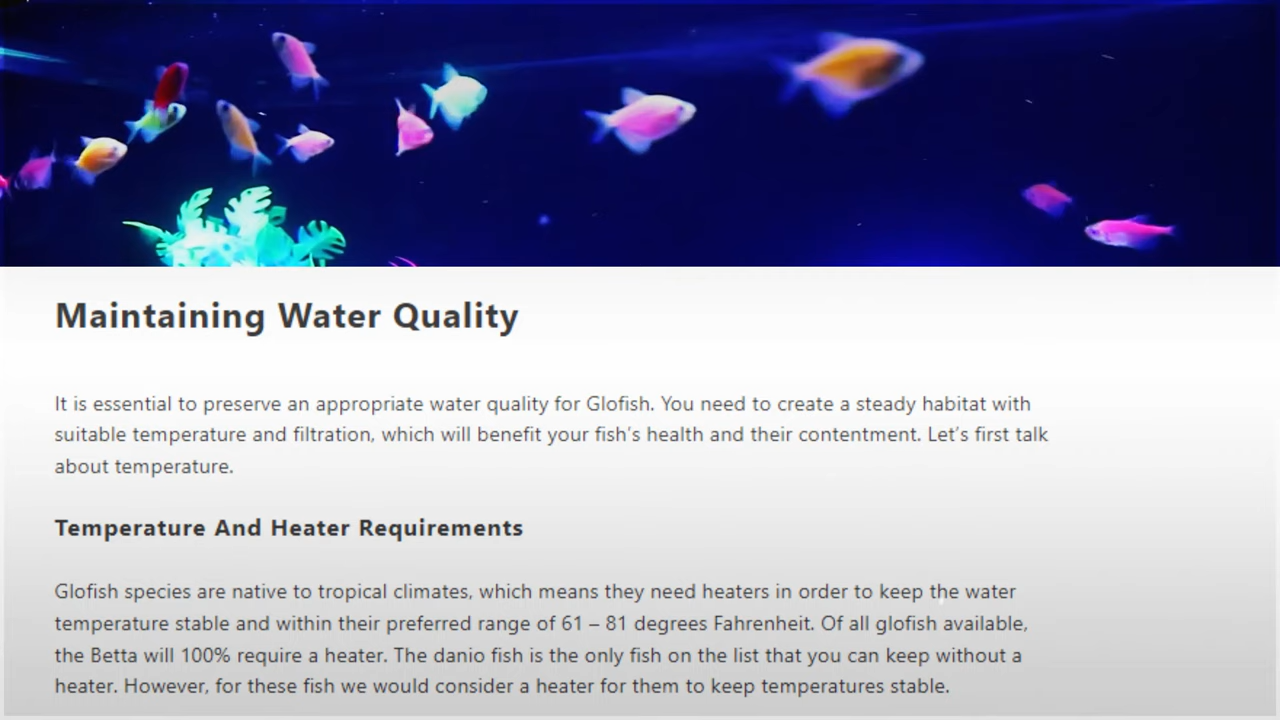 Maintaining Water Quality
It is essential to preserve an appropriate water quality for Glofish. You need to create a steady habitat with
suitable temperature and filtration, which will benefit your fish’s health and their contentment. Let’s first talk
about temperature.
Temperature And Heater Requirements
Glofish species are native to tropical climates, which means they need heaters in order to keep the water
temperature stable and within their preferred range of 61 – 81 degrees Fahrenheit. Of all glofish available,
the Betta will 100% require a heater. The danio fish is the only fish on the list that you can keep without a
heater. However, for these fish we would consider a heater for them to keep temperatures stable.